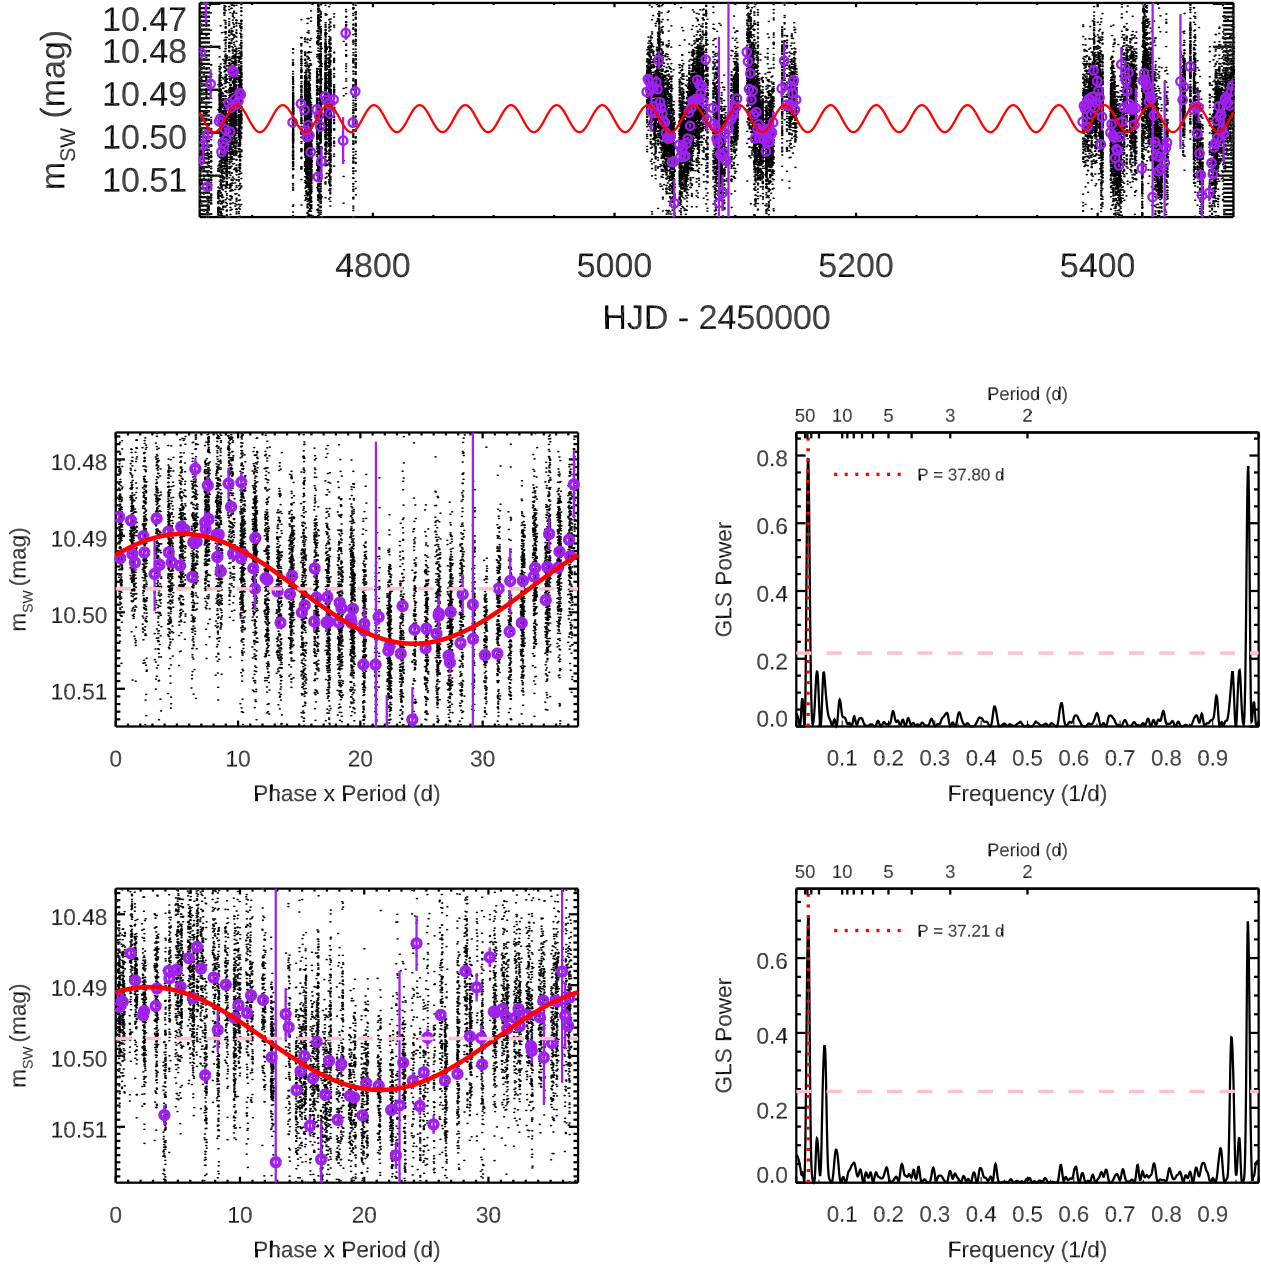 10.47
10.48
10.49
10.50
10.51
m_SW (mag)
4800 5000 5200 5400
HJD - 2450000
10.48
10.49
10.50
10.51
m_SW (mag)
0 10 20 30
Phase x Period (d)
Period (d)
50 10 5 3 2
P = 37.80 d
0.8
0.6
0.4
0.2
0.0
GLS Power
0.1 0.2 0.3 0.4 0.5 0.6 0.7 0.8 0.9
Frequency (1/d)
10.48
10.49
10.50
10.51
m_SW (mag)
0 10 20 30
Phase x Period (d)
Period (d)
50 10 5 3 2
P = 37.21 d
0.6
0.4
0.2
0.0
GLS Power
0.1 0.2 0.3 0.4 0.5 0.6 0.7 0.8 0.9
Frequency (1/d)